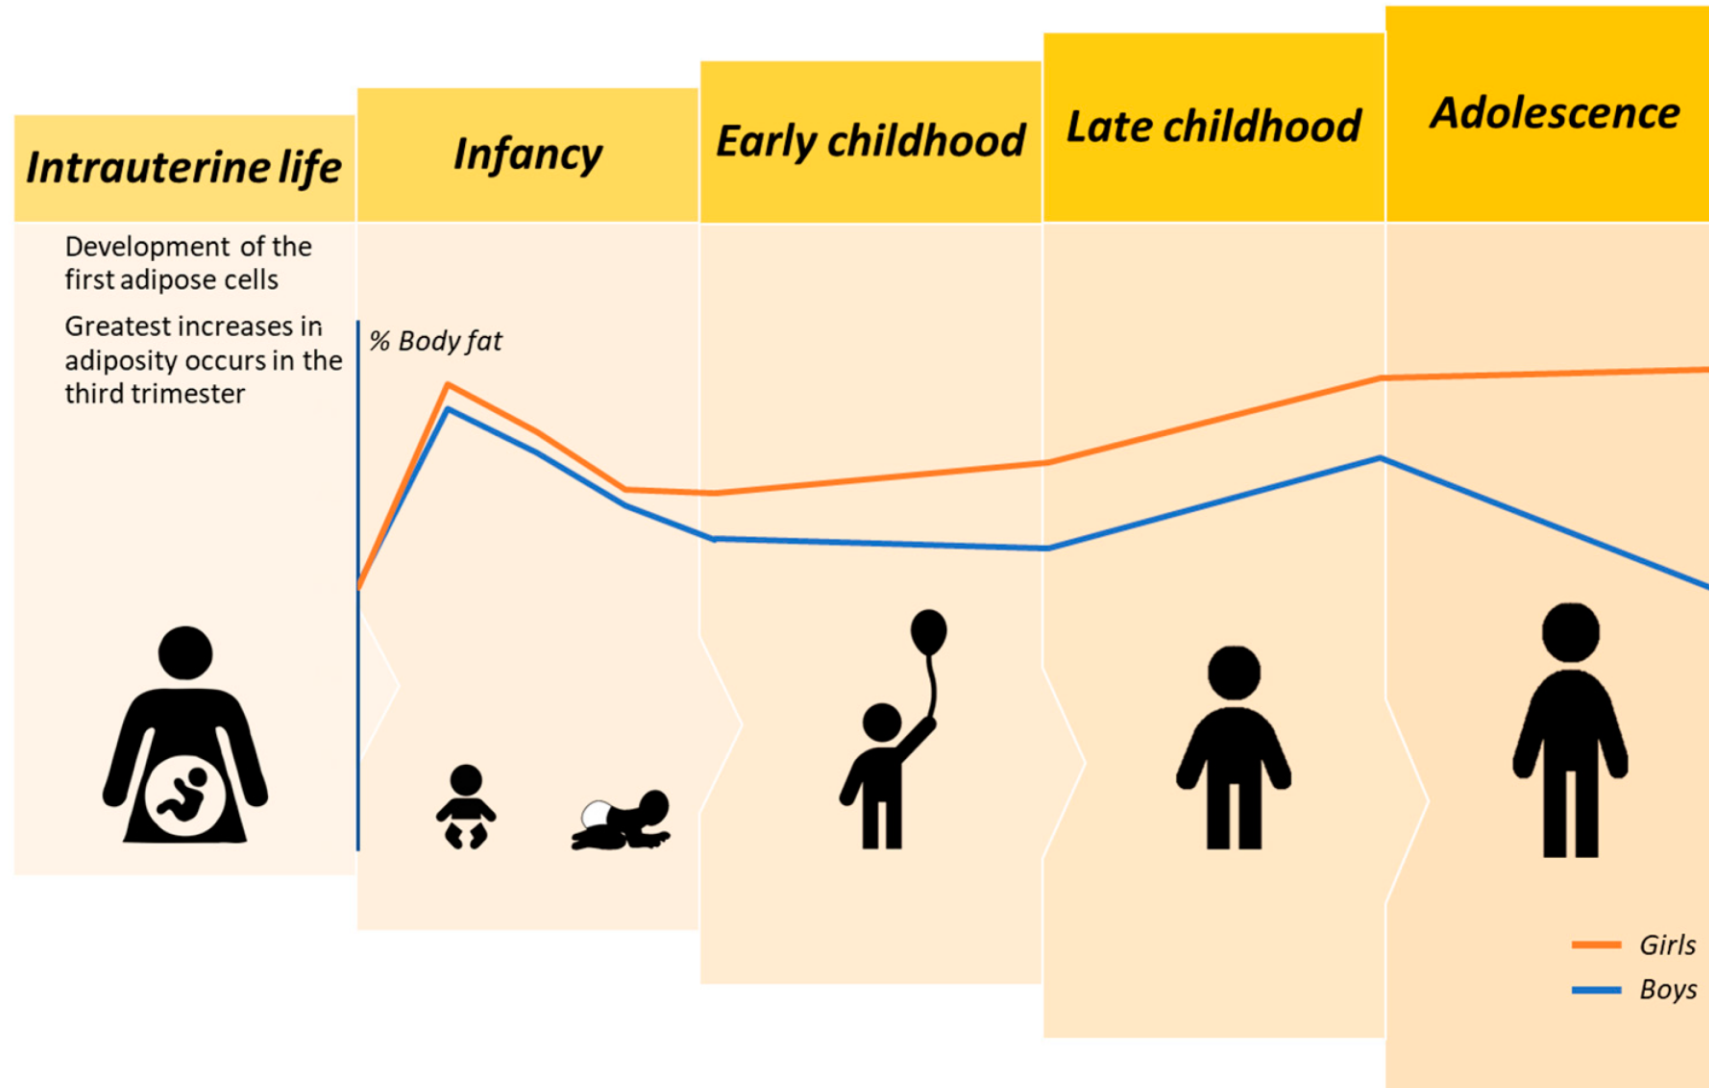 Intrauterine life
Infancy
Early childhood
Late childhood
Adolescence
Development of the
first adipose cells
Greatest increases in
adiposity occurs in the
third trimester
% Body fat
Girls
Boys